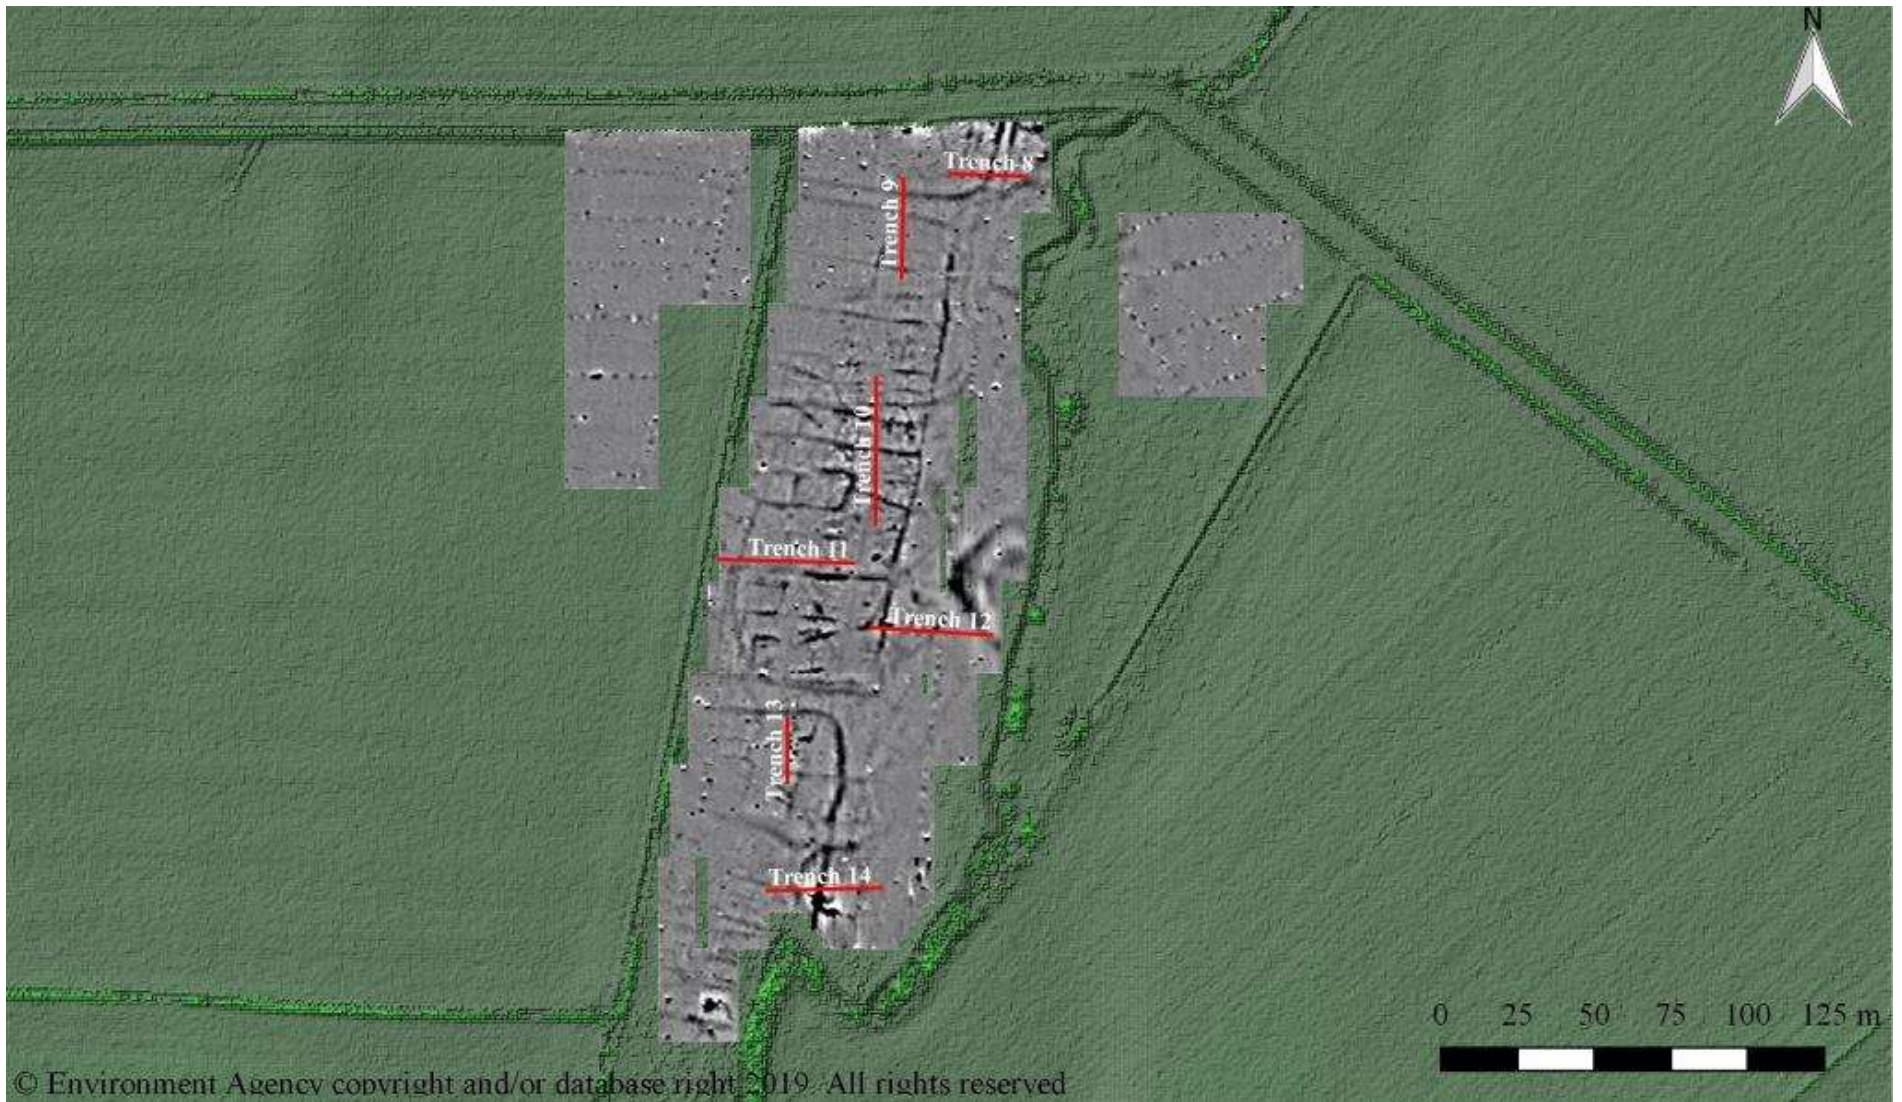 N
Trench 8
Trench 9
Trench 10
Trench 11
Trench 12
Trench 13
Trench 14
0 25 50 75 100 125 m
© Environment Agency copyright and/or database right 2019. All rights reserved